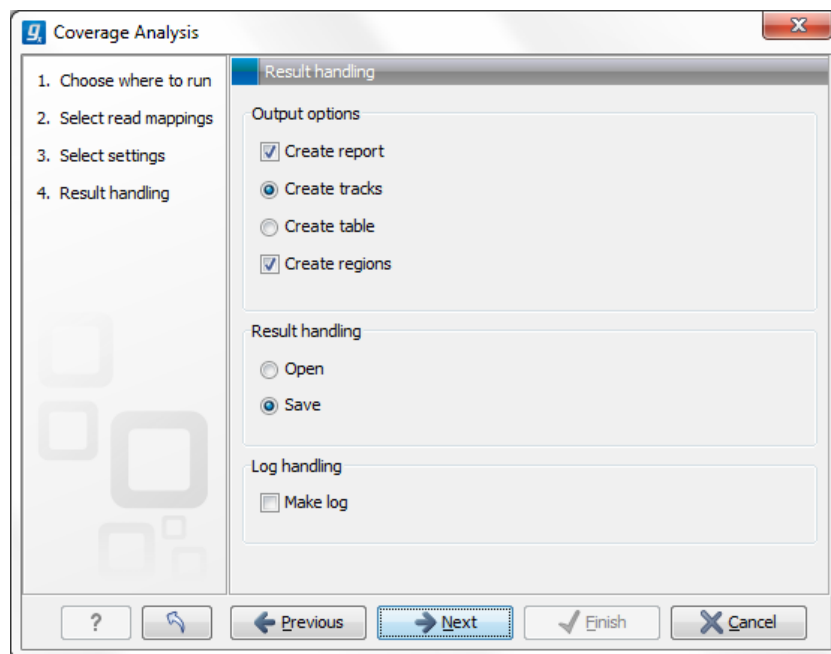 Coverage Analysis
1. Choose where to run
2. Select read mappings
3. Select settings
4. Result handling
Result handling
Output options
Create report
Create tracks
Create table
Create regions
Result handling
Open
Save
Log handling
Make log
?
Previous
Next
Finish
Cancel